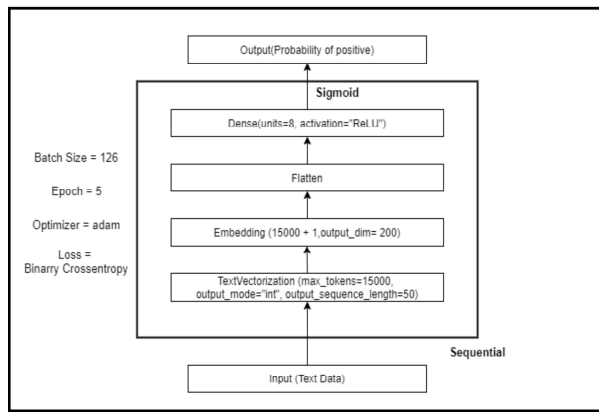 Output(Probability of positive)
Sigmoid
Dense(units=8, activation="ReLU")
Batch Size = 126
Flatten
Epoch = 5
Optimizer = adam
Embedding (15000 + 1,output_dim= 200)
Loss =
Binarry Crossentropy
TextVectorization (max_tokens=15000,
output_mode="int", output_sequence_length=50)
Sequential
Input (Text Data)